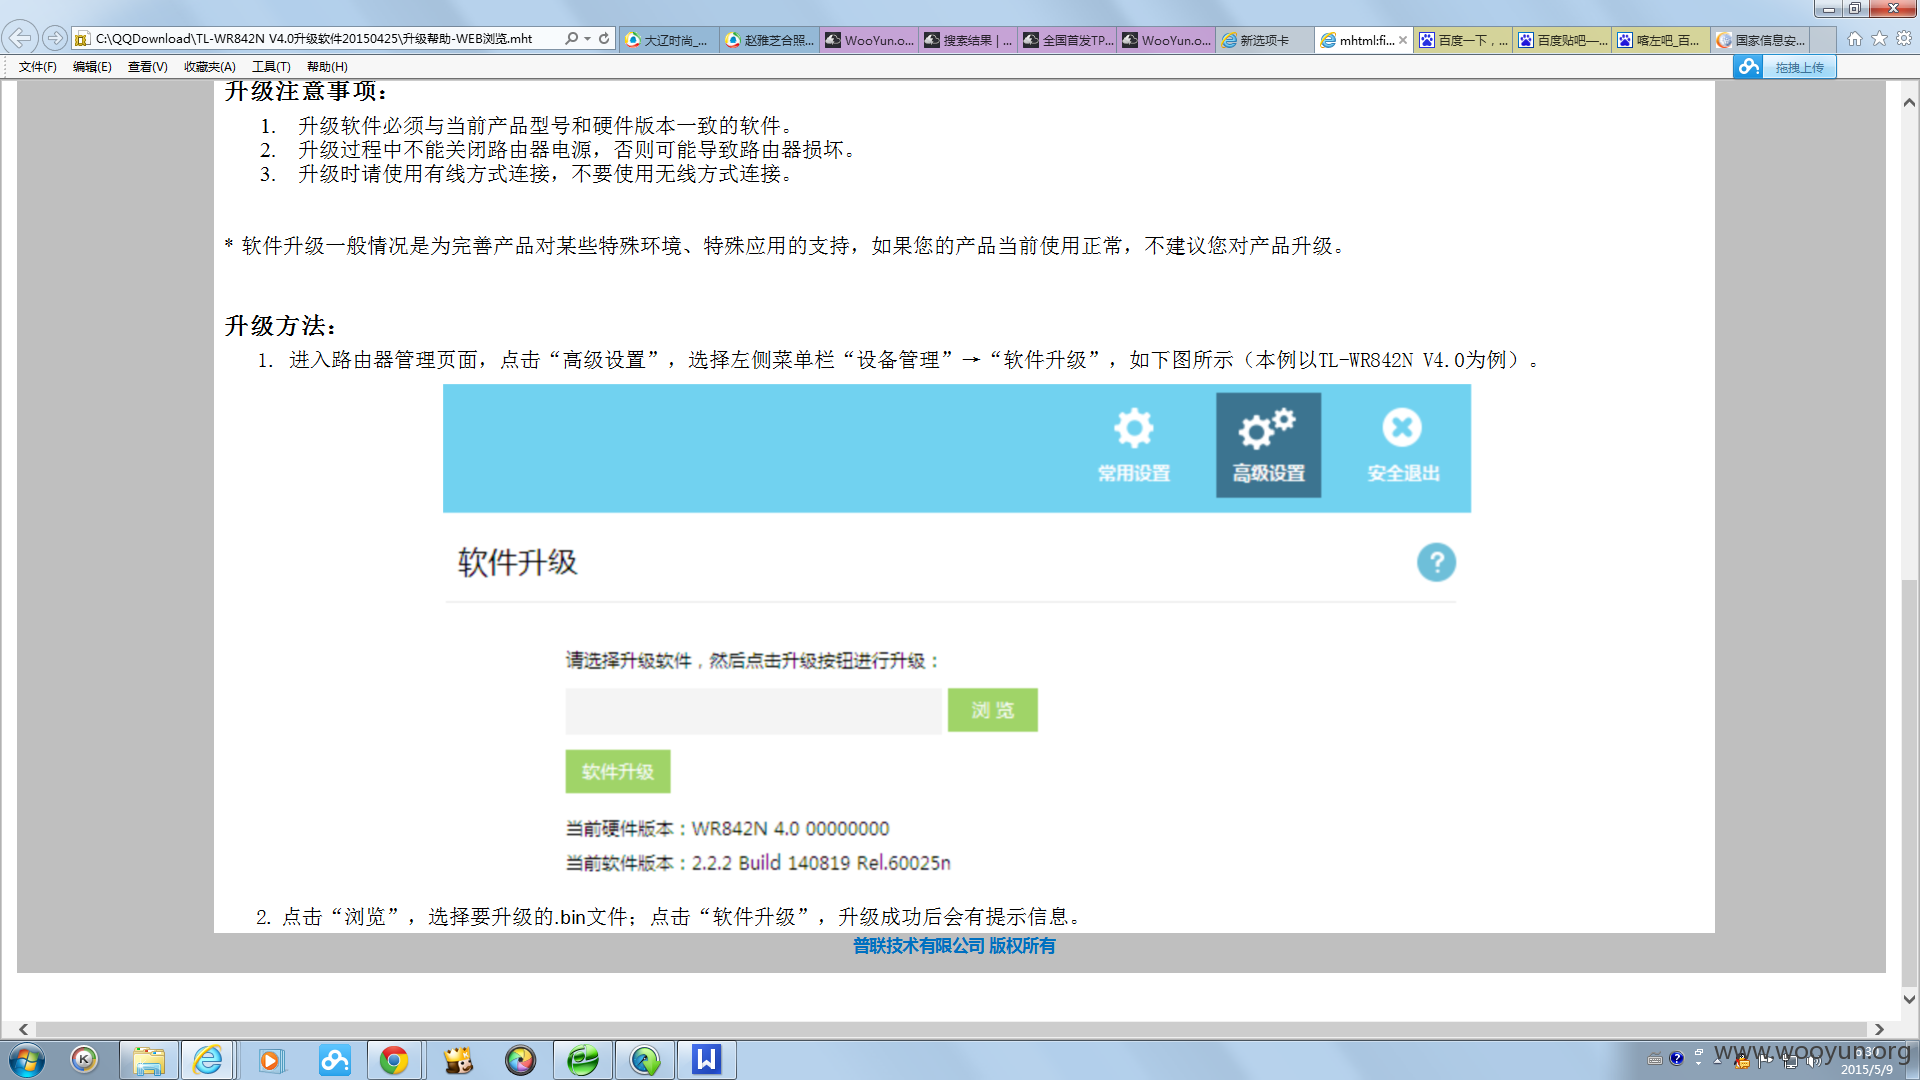 C:\QQDownload\TL-WR842N V4.0升级软件20150425\升级帮助-WEB浏览.mht
大辽时尚_...
赵雅芝合照...
WooYun.o...
搜索结果 | ...
全国首发TP...
WooYun.o...
新选项卡
mhtml:fi...
百度一下，...
百度贴吧—...
喀左吧_百...
国家信息安...
文件(F) 编辑(E) 查看(V) 收藏夹(A) 工具(T) 帮助(H)
拖拽上传
升级注意事项：
1. 升级软件必须与当前产品型号和硬件版本一致的软件。
2. 升级过程中不能关闭路由器电源，否则可能导致路由器损坏。
3. 升级时请使用有线方式连接，不要使用无线方式连接。
* 软件升级一般情况是为完善产品对某些特殊环境、特殊应用的支持，如果您的产品当前使用正常，不建议您对产品升级。
升级方法：
1. 进入路由器管理页面，点击“高级设置”，选择左侧菜单栏“设备管理”→“软件升级”，如下图所示（本例以TL-WR842N V4.0为例）。
常用设置
高级设置
安全退出
软件升级
?
请选择升级软件，然后点击升级按钮进行升级：
浏 览
软件升级
当前硬件版本：WR842N 4.0 00000000
当前软件版本：2.2.2 Build 140819 Rel.60025n
2. 点击“浏览”，选择要升级的.bin文件；点击“软件升级”，升级成功后会有提示信息。
普联技术有限公司 版权所有
www.wooyun.org
2015/5/9